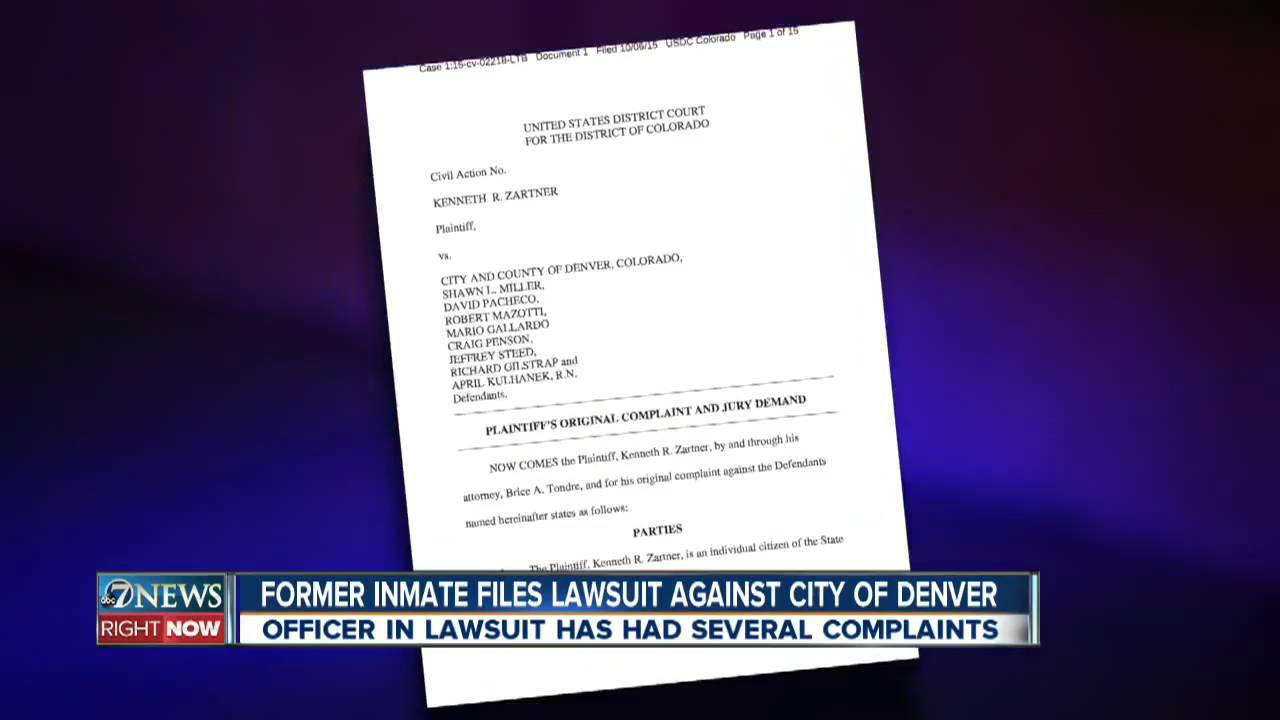 Case 1:15-cv-02218-LTB Document 1 Filed 10/06/15 USDC Colorado Page 1 of 15
UNITED STATES DISTRICT COURT
FOR THE DISTRICT OF COLORADO
Civil Action No.
KENNETH R. ZARTNER
Plaintiff,
vs.
CITY AND COUNTY OF DENVER, COLORADO,
SHAWN L. MILLER,
DAVID PACHECO,
ROBERT MAZOTTI,
MARIO GALLARDO
CRAIG PENSON,
JEFFREY STEED,
RICHARD GILSTRAP and
APRIL KULHANEK, R.N.
Defendants.
PLAINTIFF'S ORIGINAL COMPLAINT AND JURY DEMAND
NOW COMES the Plaintiff, Kenneth R. Zartner, by and through his
attorney, Brice A. Tondre, and for his original complaint against the Defendants
named hereinafter states as follows:
PARTIES
The Plaintiff, Kenneth R. Zartner, is an individual citizen of the State
abc 7NEWS
RIGHT NOW
FORMER INMATE FILES LAWSUIT AGAINST CITY OF DENVER
OFFICER IN LAWSUIT HAS HAD SEVERAL COMPLAINTS